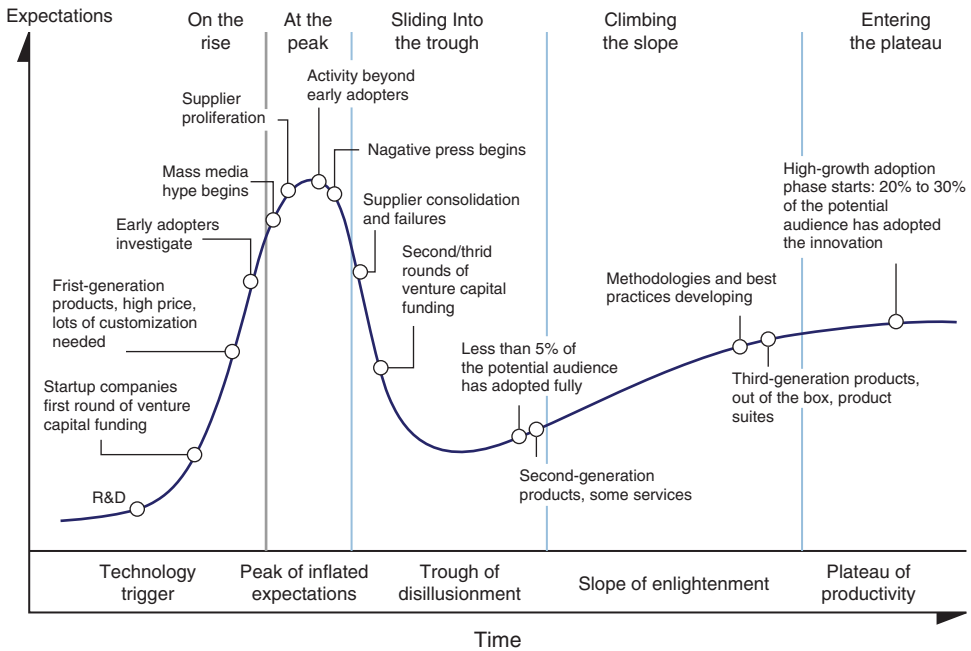 Expectations
On the
rise
At the
peak
Sliding Into
the trough
Climbing
the slope
Entering
the plateau
Activity beyond
early adopters
Supplier
proliferation
Nagative press begins
Mass media
hype begins
High-growth adoption
phase starts: 20% to 30%
of the potential
audience has adopted
the innovation
Supplier consolidation
and failures
Early adopters
investigate
Second/thrid
rounds of
venture capital
funding
Methodologies and best
practices developing
Frist-generation
products, high price,
lots of customization
needed
Less than 5% of
the potential audience
has adopted fully
Third-generation products,
out of the box, product
suites
Startup companies
first round of venture
capital funding
Second-generation
products, some services
R&D
Technology
trigger
Peak of inflated
expectations
Trough of
disillusionment
Slope of enlightenment
Plateau of
productivity
Time